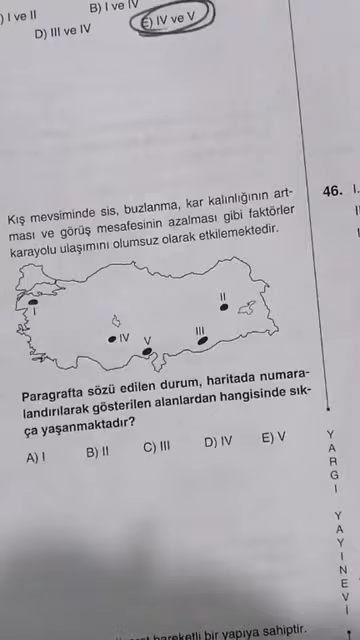 ) I ve II
B) I ve IV
D) III ve IV
E) IV ve V
Kış mevsiminde sis, buzlanma, kar kalınlığının art-
ması ve görüş mesafesinin azalması gibi faktörler
karayolu ulaşımını olumsuz olarak etkilemektedir.
I
II
III
IV
V
Paragrafta sözü edilen durum, haritada numara-
landırılarak gösterilen alanlardan hangisinde sık-
ça yaşanmaktadır?
A) I
B) II
C) III
D) IV
E) V
46. I.
YARGI YAYINEVİ
hareketli bir yapıya sahiptir.